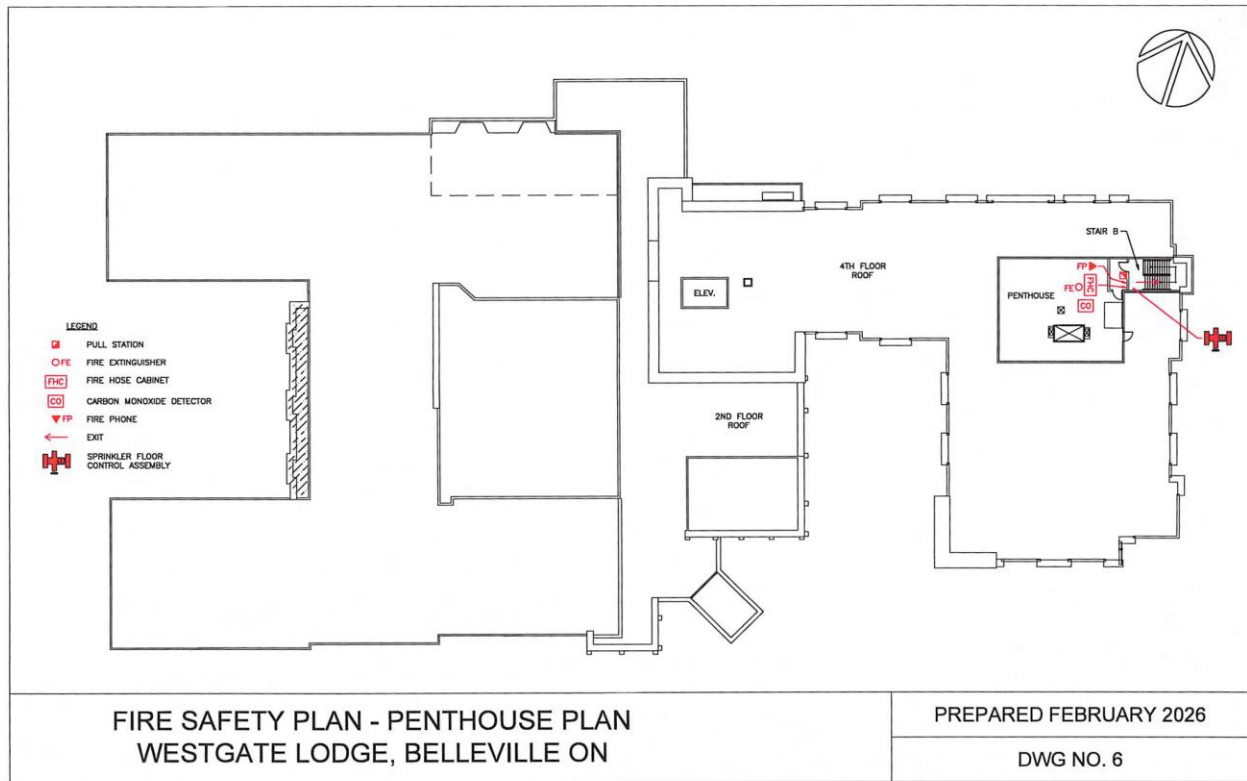 STAIR B
FP
4TH FLOOR
ROOF
FHC
FE
ELEV.
PENTHOUSE
CO
LEGEND
PULL STATION
FE FIRE EXTINGUISHER
FHC FIRE HOSE CABINET
CO CARBON MONOXIDE DETECTOR
FP FIRE PHONE
EXIT
SPRINKLER FLOOR
CONTROL ASSEMBLY
2ND FLOOR
ROOF
FIRE SAFETY PLAN - PENTHOUSE PLAN
WESTGATE LODGE, BELLEVILLE ON
PREPARED FEBRUARY 2026
DWG NO. 6